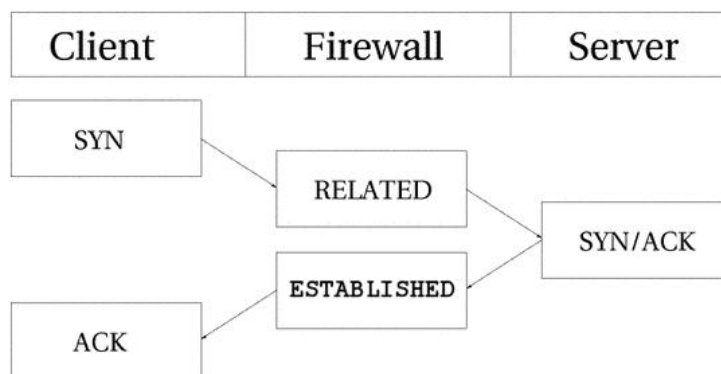 Client Firewall Server
SYN
RELATED
SYN/ACK
ESTABLISHED
ACK